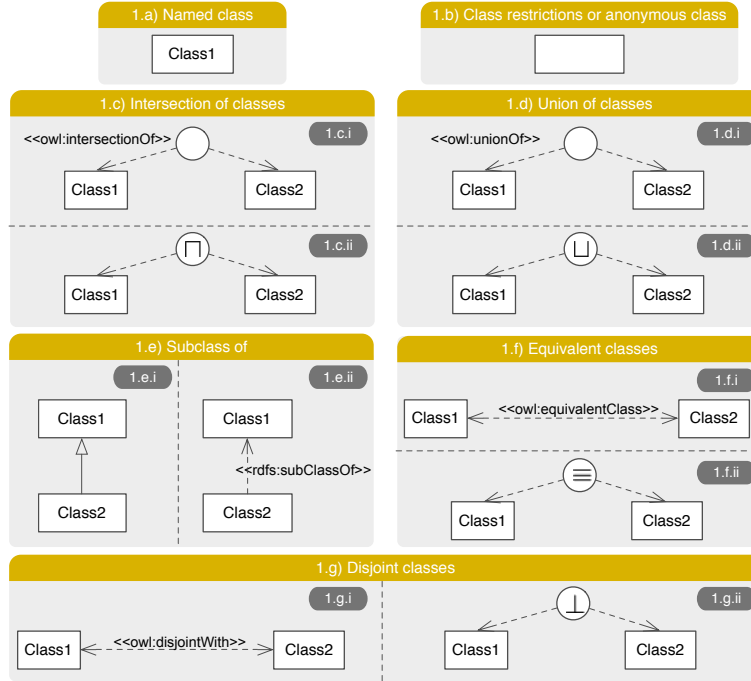 1.a) Named class
Class1
1.b) Class restrictions or anonymous class
1.c) Intersection of classes
1.c.i
<<owl:intersectionOf>>
Class1
Class2
1.c.ii
⊓
Class1
Class2
1.d) Union of classes
1.d.i
<<owl:unionOf>>
Class1
Class2
1.d.ii
⊔
Class1
Class2
1.e) Subclass of
1.e.i
Class1
Class2
1.e.ii
Class1
<<rdfs:subClassOf>>
Class2
1.f) Equivalent classes
1.f.i
Class1
<<owl:equivalentClass>>
Class2
1.f.ii
≡
Class1
Class2
1.g) Disjoint classes
1.g.i
Class1
<<owl:disjointWith>>
Class2
1.g.ii
⊥
Class1
Class2